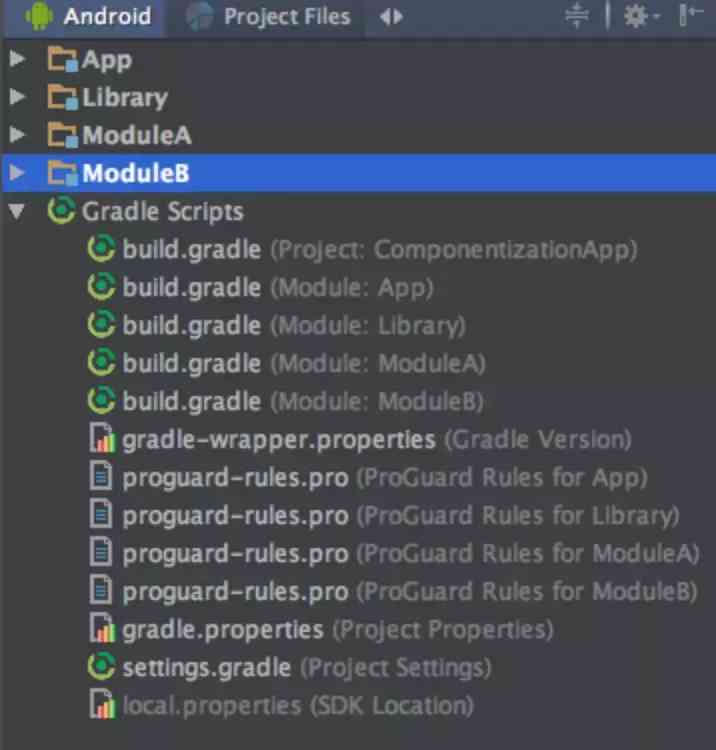 Android Project Files
App
Library
ModuleA
ModuleB
Gradle Scripts
build.gradle (Project: ComponentizationApp)
build.gradle (Module: App)
build.gradle (Module: Library)
build.gradle (Module: ModuleA)
build.gradle (Module: ModuleB)
gradle-wrapper.properties (Gradle Version)
proguard-rules.pro (ProGuard Rules for App)
proguard-rules.pro (ProGuard Rules for Library)
proguard-rules.pro (ProGuard Rules for ModuleA)
proguard-rules.pro (ProGuard Rules for ModuleB)
gradle.properties (Project Properties)
settings.gradle (Project Settings)
local.properties (SDK Location)